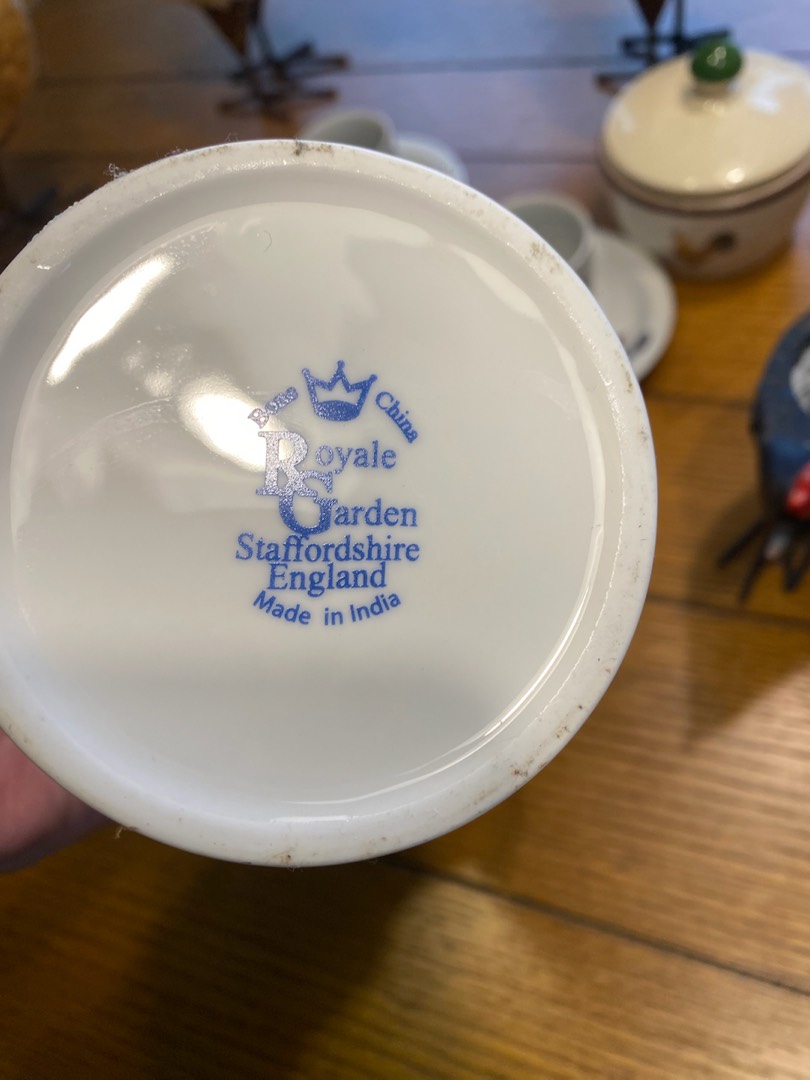 Bone China
Royale
Garden
Staffordshire
England
Made in India